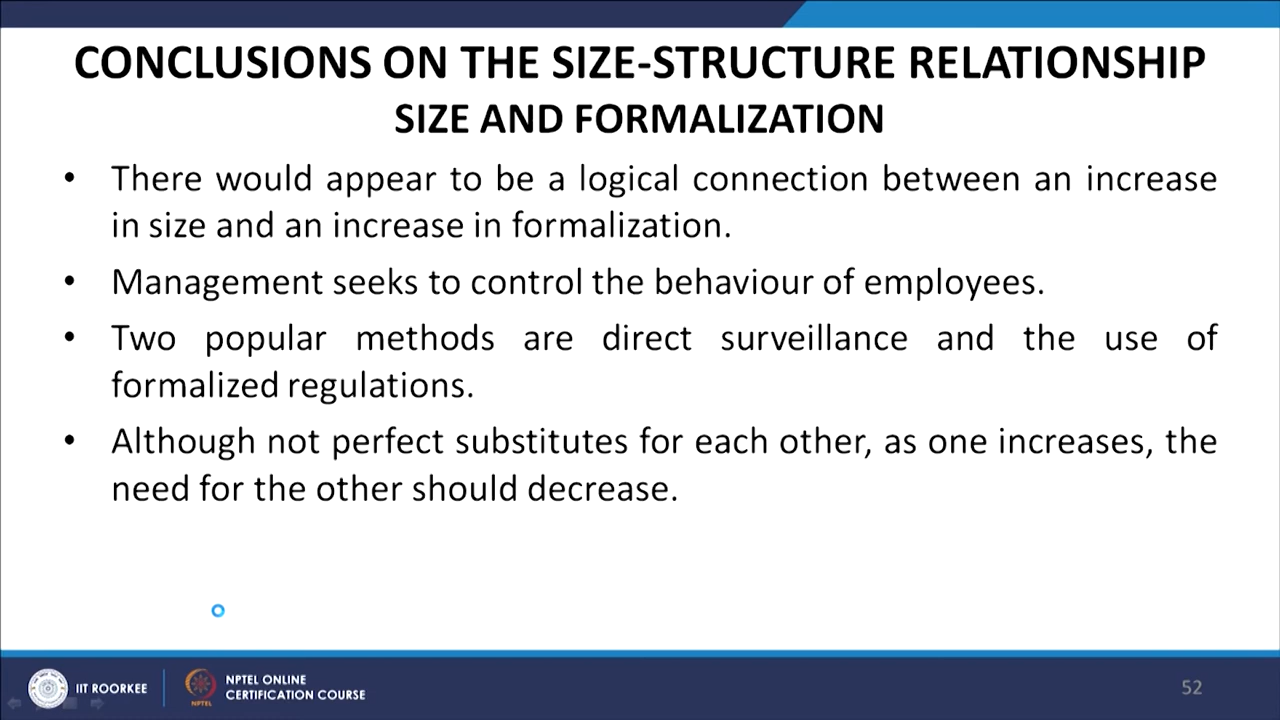 CONCLUSIONS ON THE SIZE-STRUCTURE RELATIONSHIP
SIZE AND FORMALIZATION
• There would appear to be a logical connection between an increase
in size and an increase in formalization.
• Management seeks to control the behaviour of employees.
• Two popular methods are direct surveillance and the use of
formalized regulations.
• Although not perfect substitutes for each other, as one increases, the
need for the other should decrease.
IIT ROORKEE
NPTEL
NPTEL ONLINE
CERTIFICATION COURSE
52